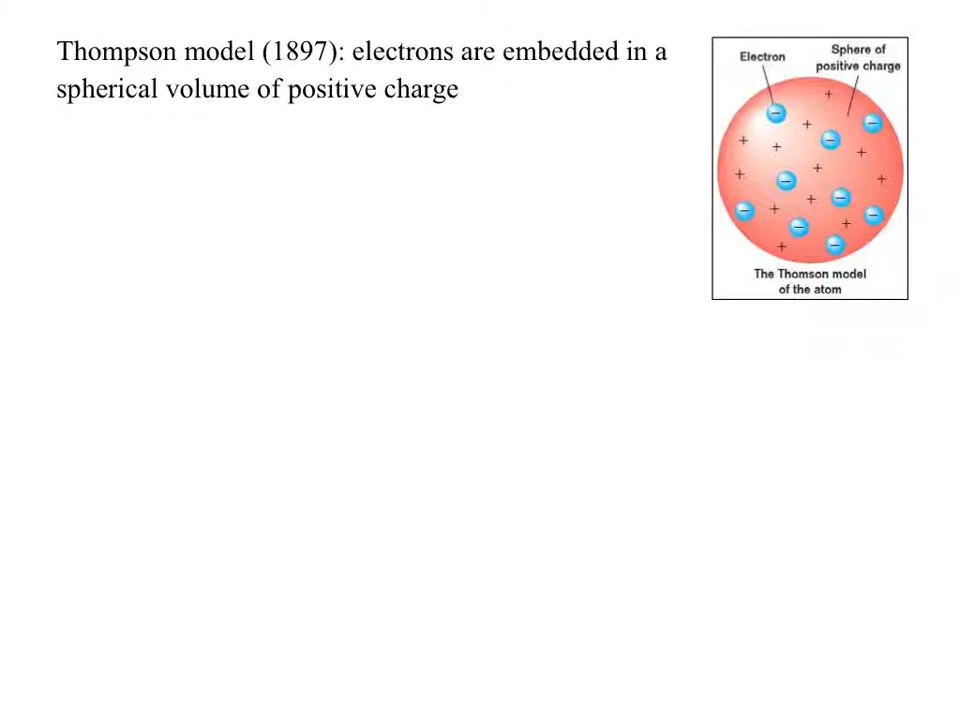 Thompson model (1897): electrons are embedded in a
spherical volume of positive charge
Electron
Sphere of
positive charge
The Thomson model
of the atom